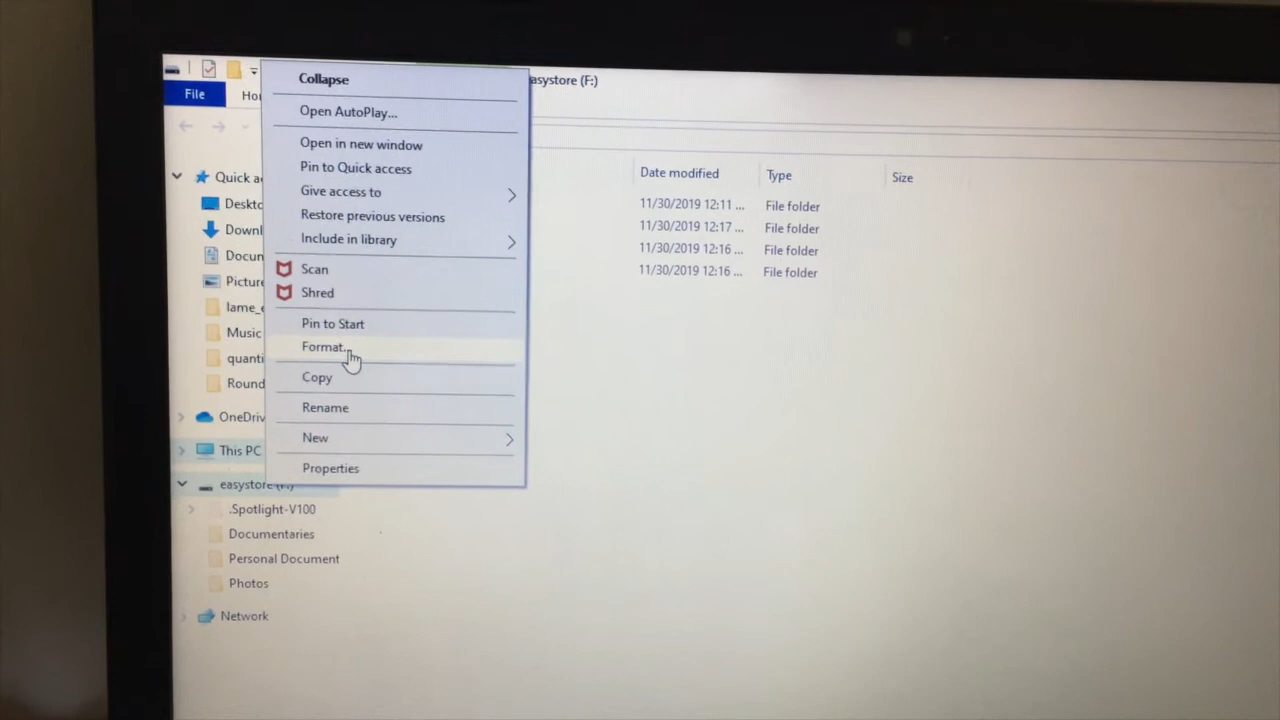 easystore (F:)
File
Collapse
Open AutoPlay...
Open in new window
Pin to Quick access
Give access to
Restore previous versions
Include in library
Scan
Shred
Pin to Start
Format...
Copy
Rename
New
Properties
Date modified Type Size
11/30/2019 12:11 ... File folder
11/30/2019 12:17 ... File folder
11/30/2019 12:16 ... File folder
11/30/2019 12:16 ... File folder
Quick a
Deskto
Downl
Docum
Picture
lame_e
Music
quanti
Round
OneDriv
This PC
easystore (F:)
.Spotlight-V100
Documentaries
Personal Document
Photos
Network